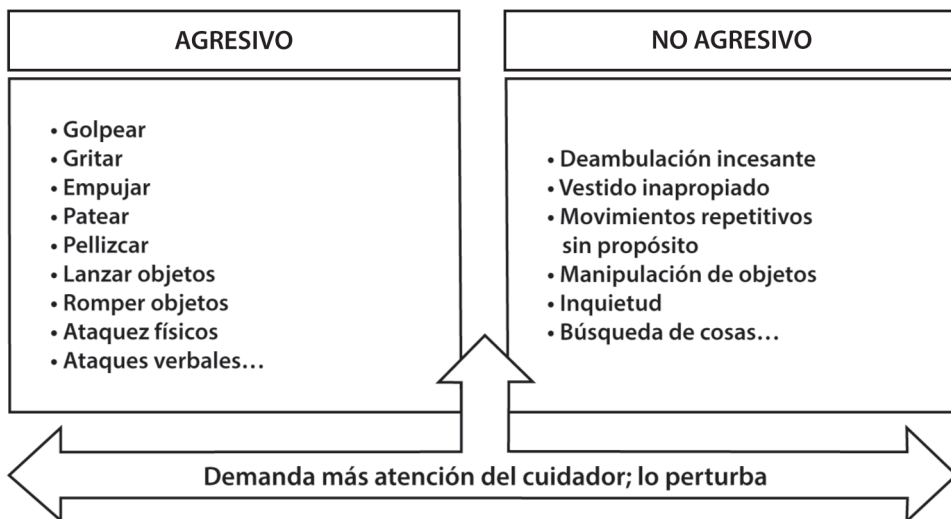 AGRESIVO
• Golpear
• Gritar
• Empujar
• Patear
• Pellizcar
• Lanzar objetos
• Romper objetos
• Ataquez físicos
• Ataques verbales…
NO AGRESIVO
• Deambulación incesante
• Vestido inapropiado
• Movimientos repetitivos
sin propósito
• Manipulación de objetos
• Inquietud
• Búsqueda de cosas…
Demanda más atención del cuidador; lo perturba